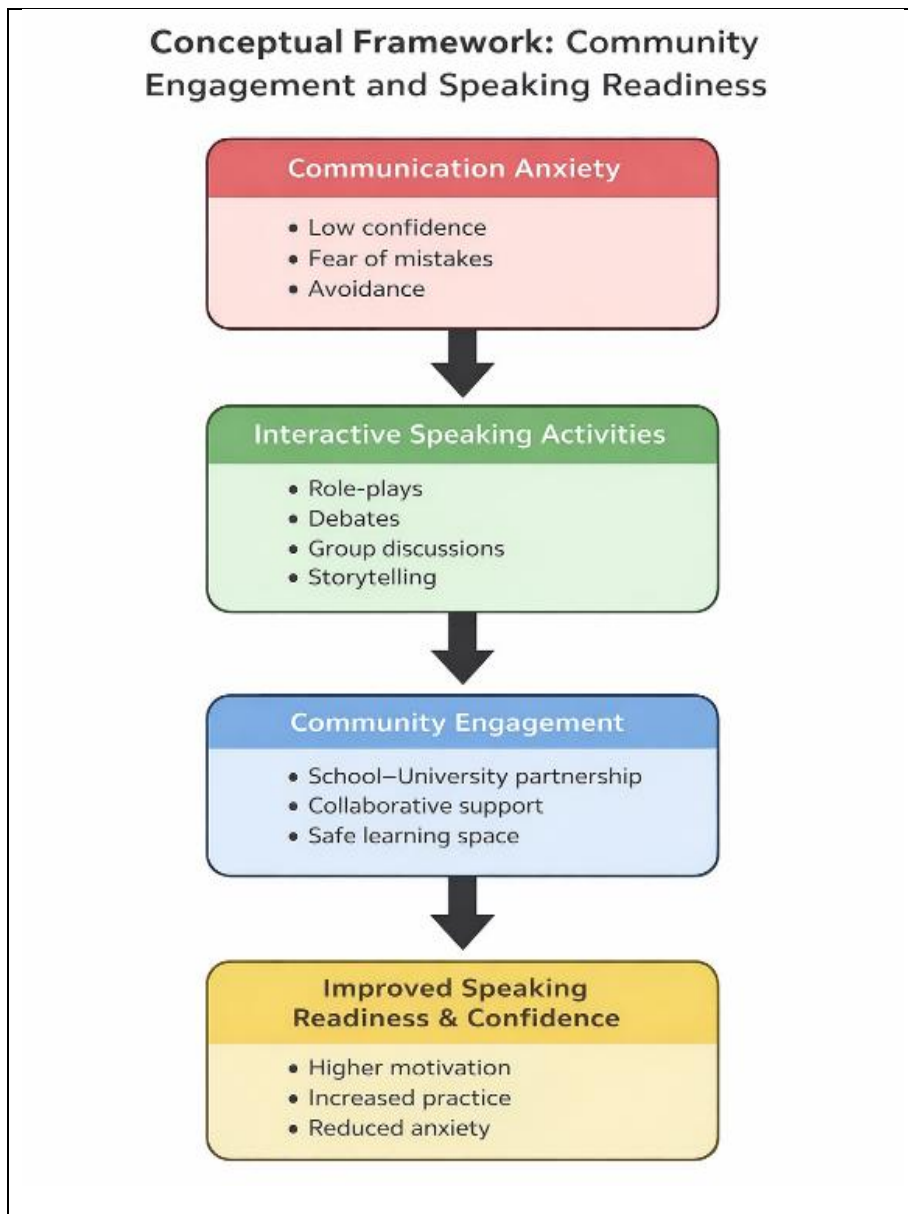 Conceptual Framework: Community
Engagement and Speaking Readiness
Communication Anxiety
• Low confidence
• Fear of mistakes
• Avoidance
Interactive Speaking Activities
• Role-plays
• Debates
• Group discussions
• Storytelling
Community Engagement
• School–University partnership
• Collaborative support
• Safe learning space
Improved Speaking
Readiness & Confidence
• Higher motivation
• Increased practice
• Reduced anxiety